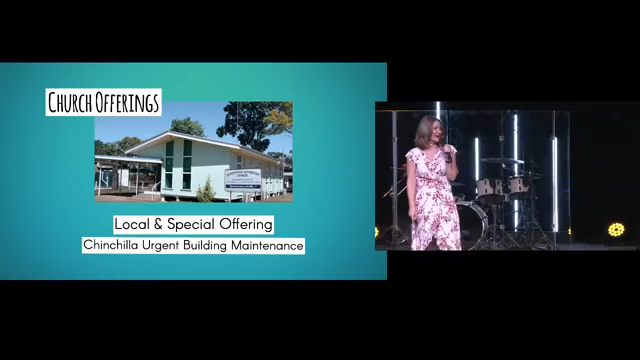 CHURCH OFFERINGS
Local & Special Offering
Chinchilla Urgent Building Maintenance